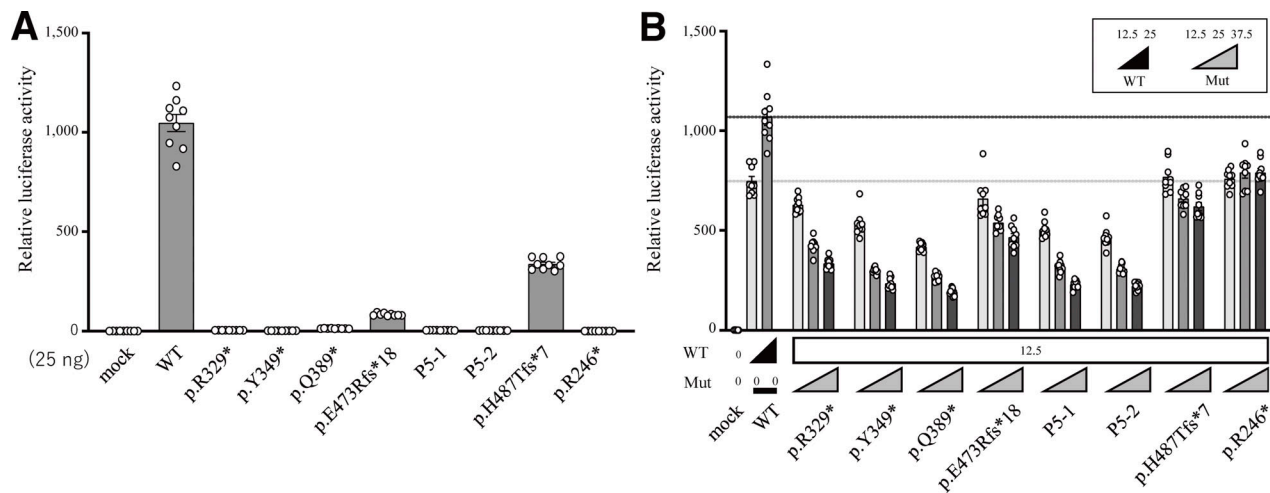 A
Relative luciferase activity
1,500
1,000
500
0
(25 ng)
mock
WT
p.R329*
p.Y349*
p.Q389*
p.E473Rfs*18
P5-1
P5-2
p.H487Tfs*7
p.R246*
B
Relative luciferase activity
1,500
1,000
500
0
12.5 25 12.5 25 37.5
WT Mut
WT 0 12.5
Mut 0 0 0
mock
WT
p.R329*
p.Y349*
p.Q389*
p.E473Rfs*18
P5-1
P5-2
p.H487Tfs*7
p.R246*